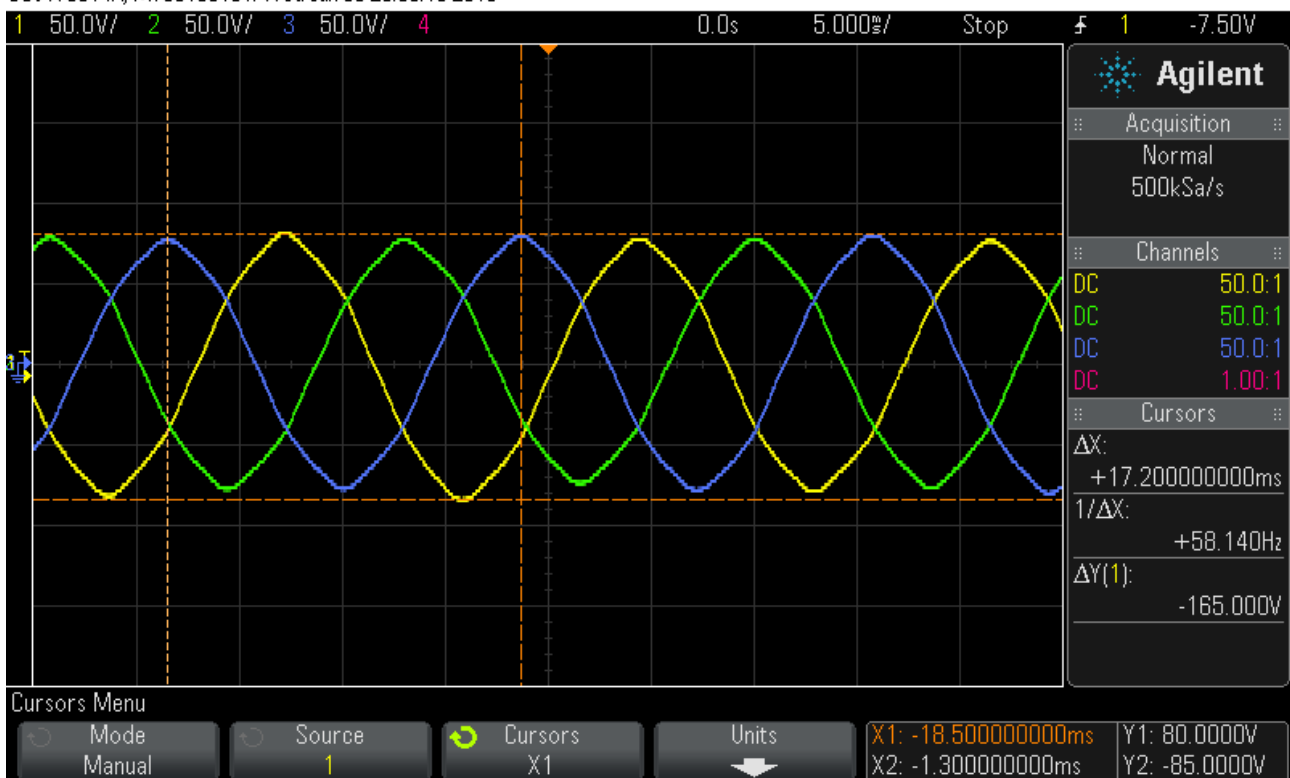 1 50.0V/ 2 50.0V/ 3 50.0V/ 4 0.0s 5.000ms/ Stop 1 -7.50V
Agilent
Acquisition
Normal
500kSa/s
Channels
DC 50.0:1
DC 50.0:1
DC 50.0:1
DC 1.00:1
Cursors
ΔX:
+17.200000000ms
1/ΔX:
+58.140Hz
ΔY(1):
-165.000V
T
Cursors Menu
Mode
Manual
Source
1
Cursors
X1
Units
X1: -18.500000000ms
X2: -1.300000000ms
Y1: 80.0000V
Y2: -85.0000V